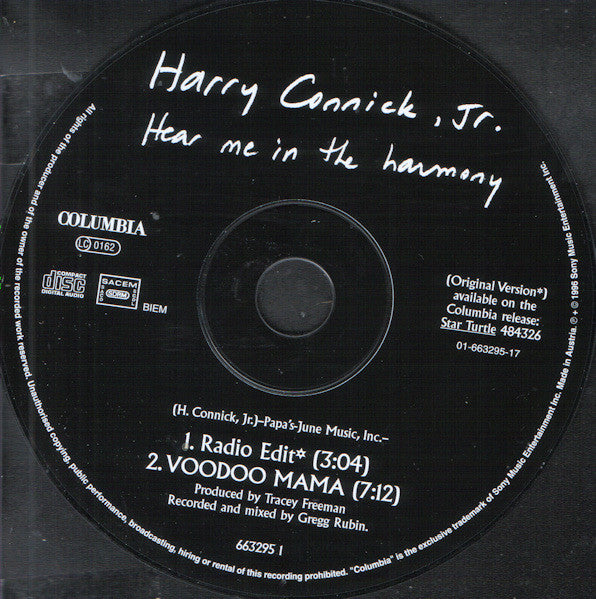 Harry Connick, Jr.
Hear me in the harmony
COLUMBIA
LC 0162
COMPACT
disc
DIGITAL AUDIO
SACEM
SDRM
BIEM
(Original Version*)
available on the
Columbia release:
Star Turtle 484326
01-663295-17
(H. Connick, Jr.)–Papa's-June Music, Inc.–
1. Radio Edit* (3:04)
2. VOODOO MAMA (7:12)
Produced by Tracey Freeman
Recorded and mixed by Gregg Rubin.
663295 1
All rights of the producer and of the owner of the recorded work reserved. Unauthorised copying, public performance, broadcasting, hiring or rental of this recording prohibited. "Columbia" is the exclusive trademark of Sony Music Entertainment Inc. Made in Austria. ℗ + © 1996 Sony Music Entertainment Inc.